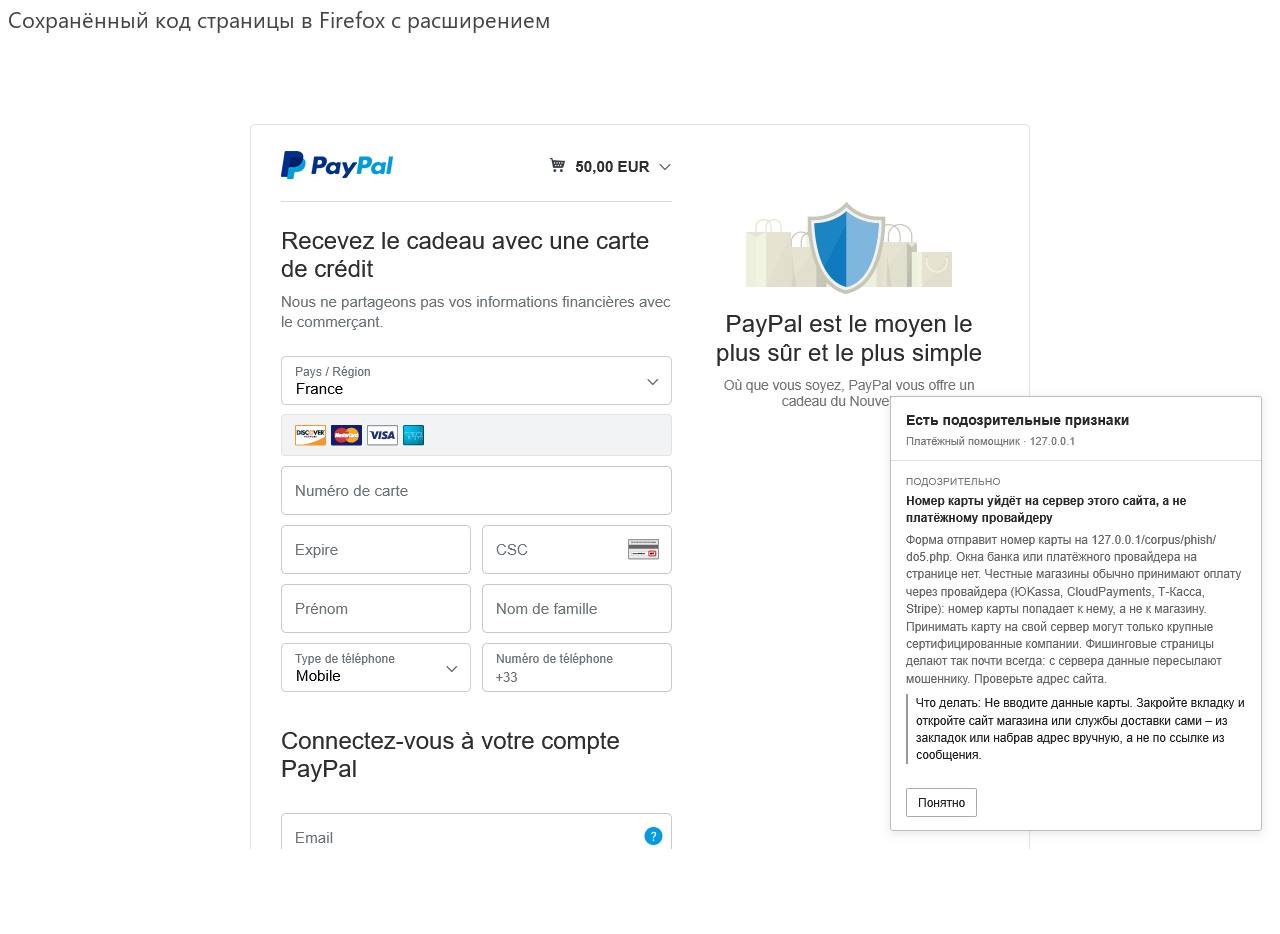 Сохранённый код страницы в Firefox с расширением
PayPal
50,00 EUR
Recevez le cadeau avec une carte
de crédit
Nous ne partageons pas vos informations financières avec
le commerçant.
Pays / Région
France
DISCOVER
MasterCard
VISA
Numéro de carte
Expire
CSC
Prénom
Nom de famille
Type de téléphone
Mobile
Numéro de téléphone
+33
Connectez-vous à votre compte
PayPal
Email
?
PayPal est le moyen le
plus sûr et le plus simple
Où que vous soyez, PayPal vous offre un
cadeau du Nouve
Есть подозрительные признаки
Платёжный помощник · 127.0.0.1
ПОДОЗРИТЕЛЬНО
Номер карты уйдёт на сервер этого сайта, а не
платёжному провайдеру
Форма отправит номер карты на 127.0.0.1/corpus/phish/
do5.php. Окна банка или платёжного провайдера на
странице нет. Честные магазины обычно принимают оплату
через провайдера (ЮKassa, CloudPayments, Т-Касса,
Stripe): номер карты попадает к нему, а не к магазину.
Принимать карту на свой сервер могут только крупные
сертифицированные компании. Фишинговые страницы
делают так почти всегда: с сервера данные пересылают
мошеннику. Проверьте адрес сайта.
Что делать: Не вводите данные карты. Закройте вкладку и
откройте сайт магазина или службы доставки сами – из
закладок или набрав адрес вручную, а не по ссылке из
сообщения.
Понятно